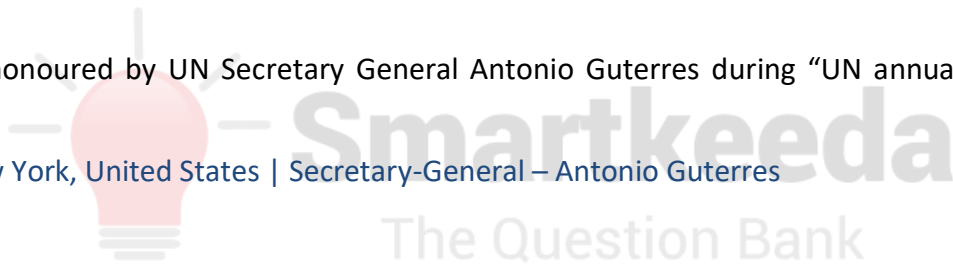 onoured by UN Secretary General Antonio Guterres during “UN annua
Smartkeeda
York, United States | Secretary-General – Antonio Guterres
The Question Bank